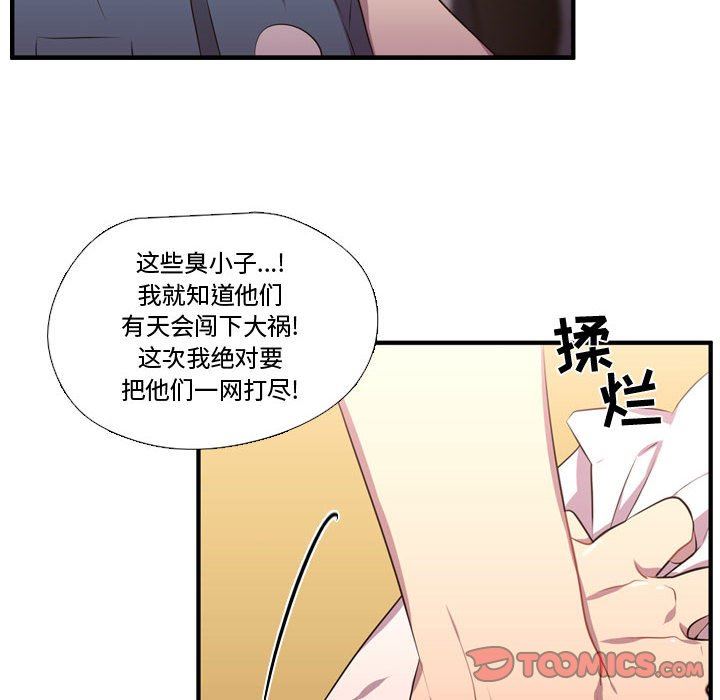 这些臭小子...!
我就知道他们
有天会闯下大祸!
这次我绝对要
把他们一网打尽!
揉
烂
TOOMICS.COM